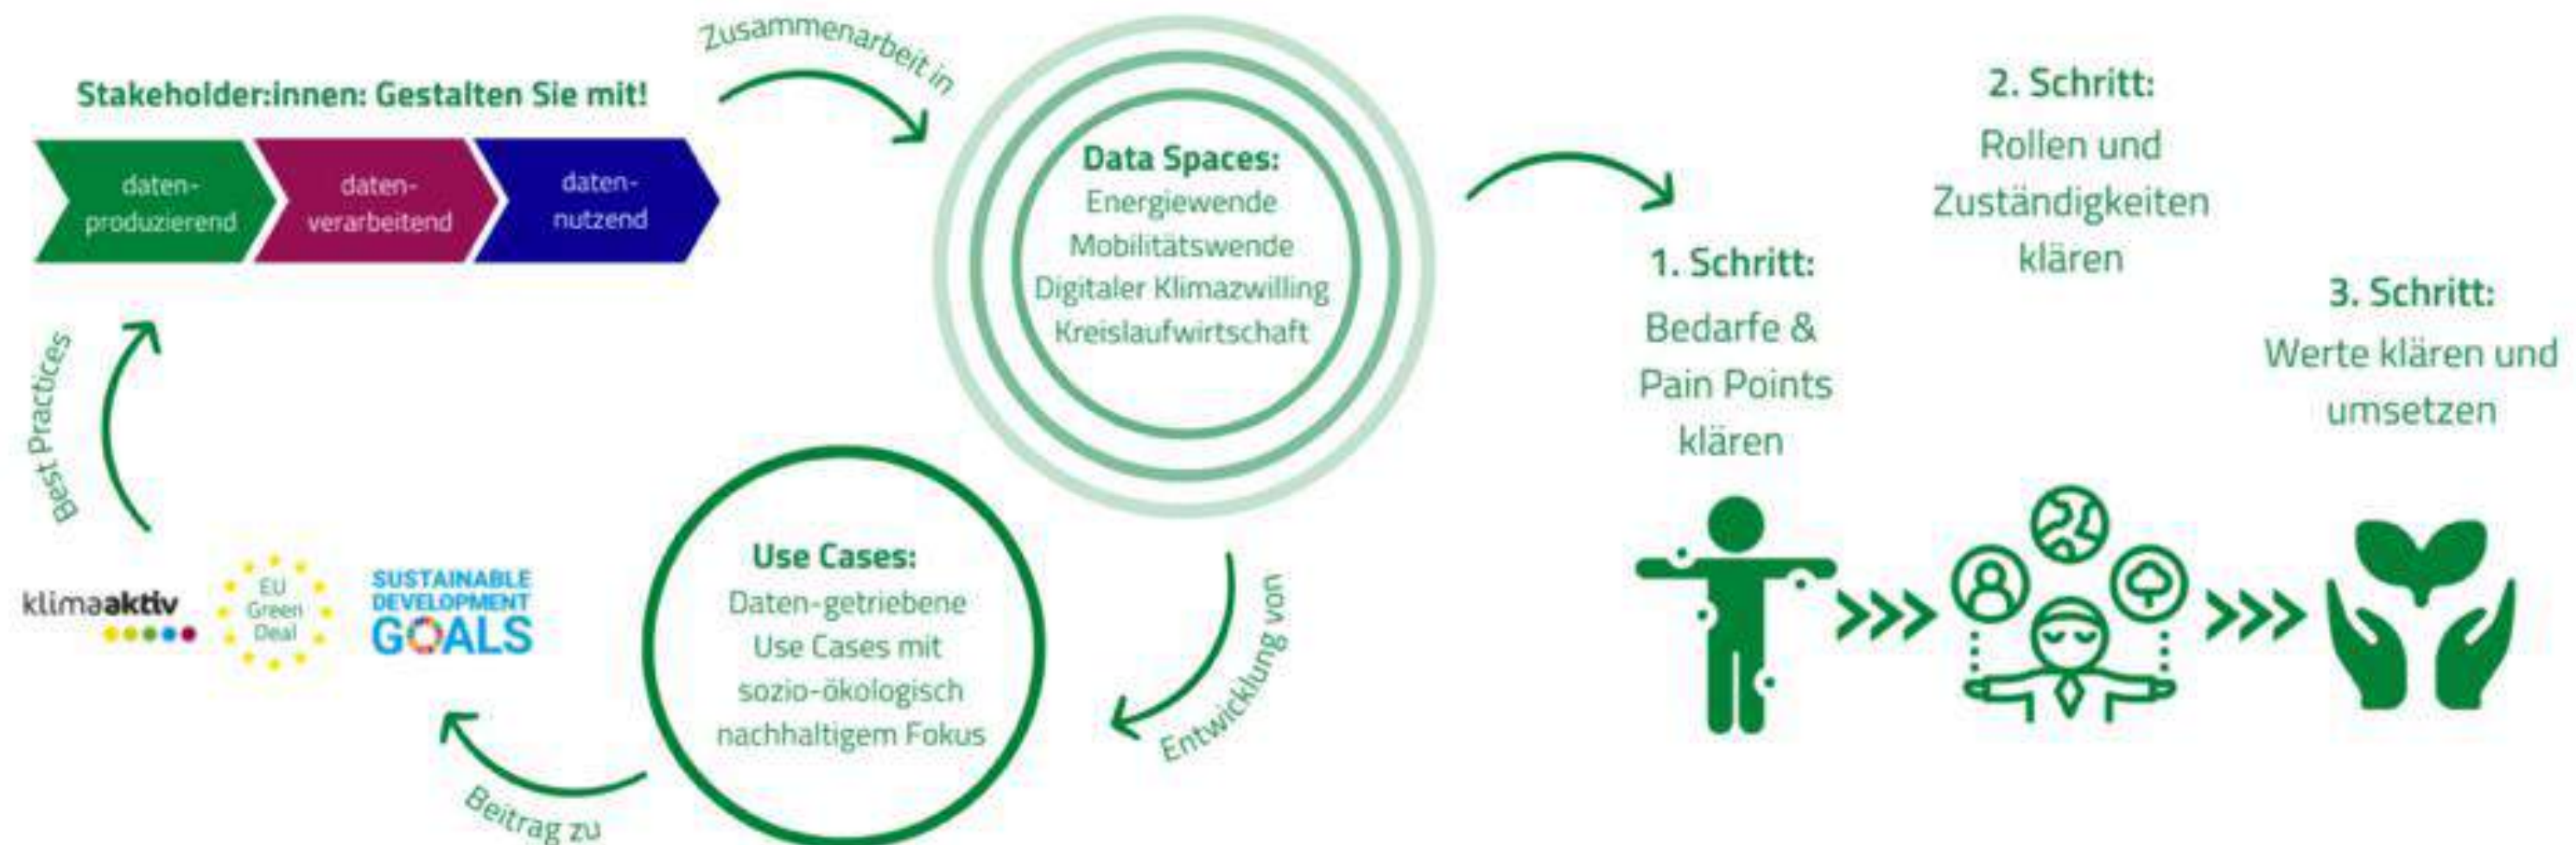 Stakeholder:innen: Gestalten Sie mit!
daten-
produzierend
daten-
verarbeitend
daten-
nutzend
Zusammenarbeit in
Data Spaces:
Energiewende
Mobilitätswende
Digitaler Klimazwilling
Kreislaufwirtschaft
Entwicklung von
Use Cases:
Daten-getriebene
Use Cases mit
sozio-ökologisch
nachhaltigem Fokus
Beitrag zu
klimaaktiv
EU
Green
Deal
SUSTAINABLE
DEVELOPMENT
GOALS
Best Practices
1. Schritt:
Bedarfe &
Pain Points
klären
2. Schritt:
Rollen und
Zuständigkeiten
klären
3. Schritt:
Werte klären und
umsetzen